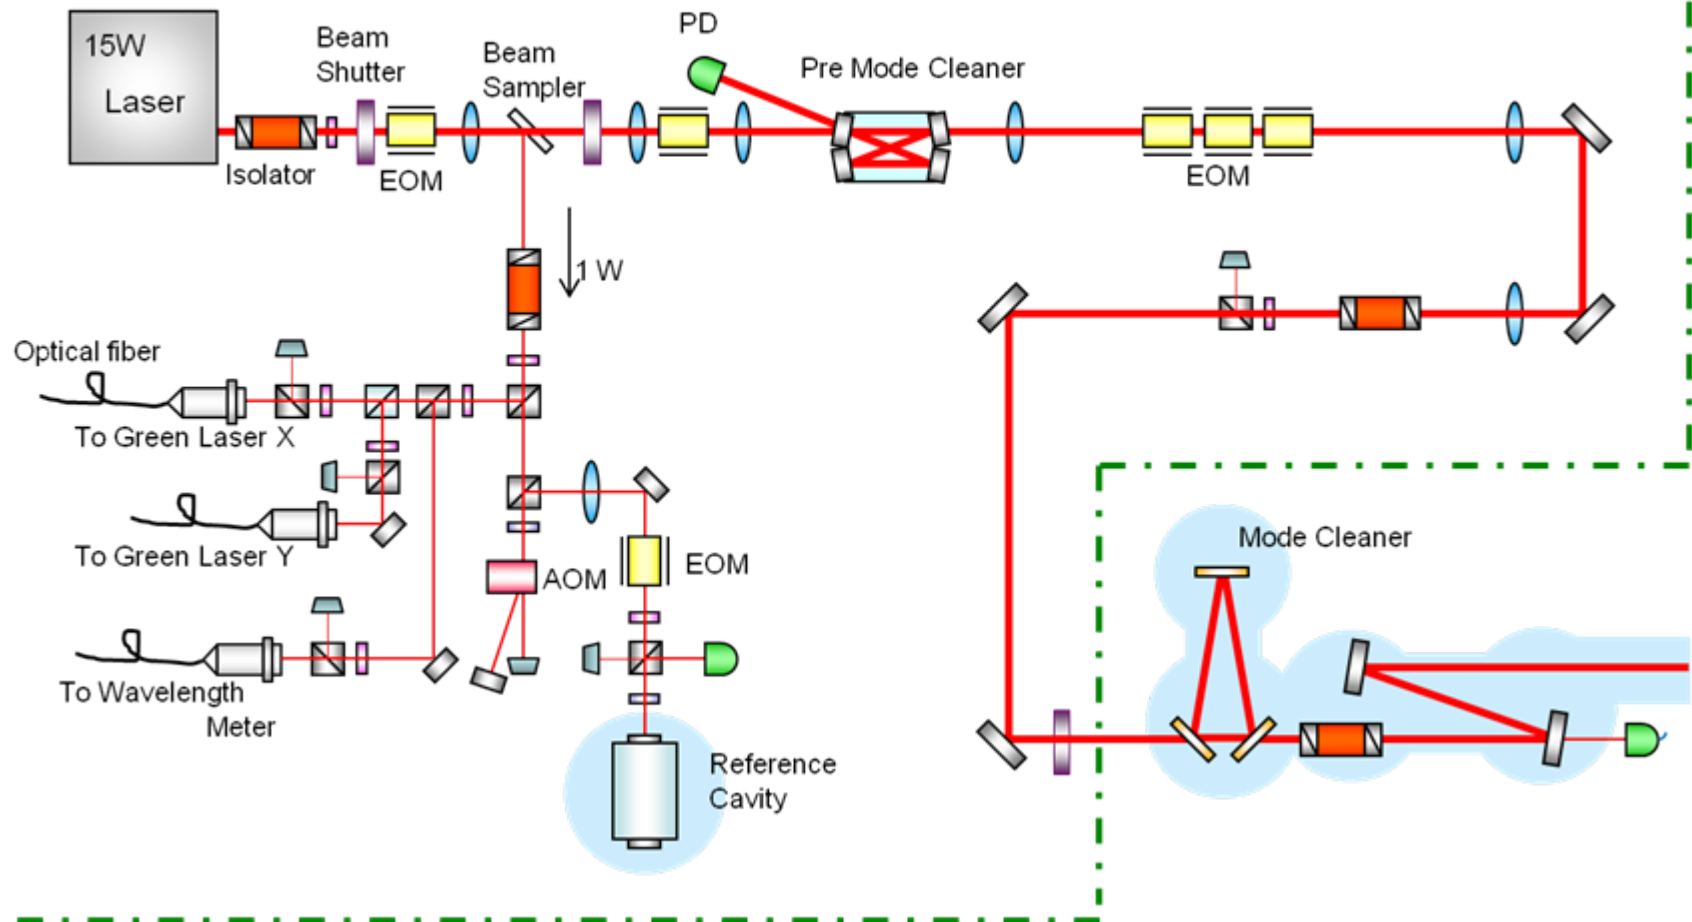 15W
Laser
Beam
Shutter
Beam
Sampler
PD
Pre Mode Cleaner
Isolator
EOM
EOM
1 W
Optical fiber
To Green Laser X
To Green Laser Y
AOM
EOM
Mode Cleaner
To Wavelength
Meter
Reference
Cavity